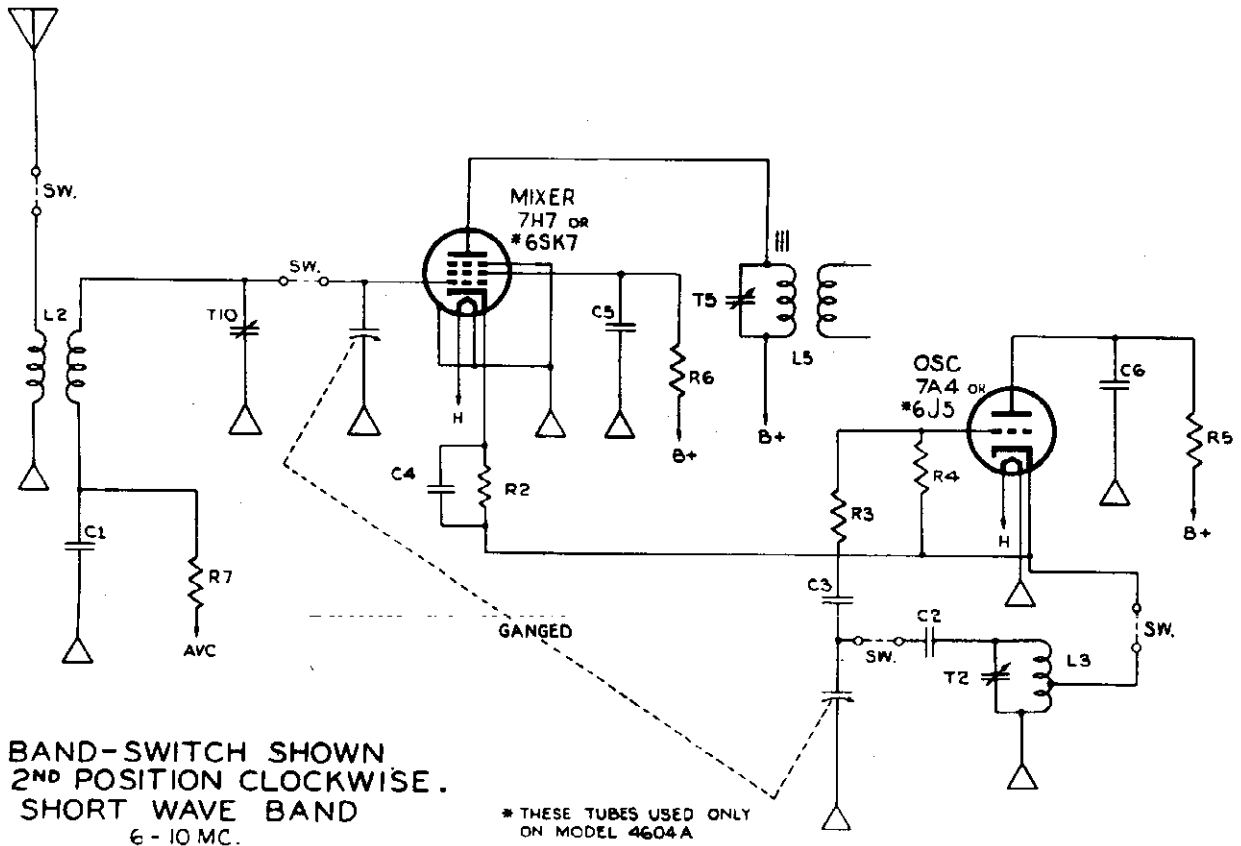 SW.
MIXER
7H7 OR
*6SK7
SW.
L2
T10
C5
T5
L5
R6
OSC
7A4 OR
*6J5
C6
H
B+
B+
R5
C4
R2
R4
R3
H
B+
C1
R7
C3
GANGED
C2
SW.
SW.
AVC
T2
L3
BAND-SWITCH SHOWN
2ND POSITION CLOCKWISE.
SHORT WAVE BAND
6-10 MC.
* THESE TUBES USED ONLY
ON MODEL 4604A